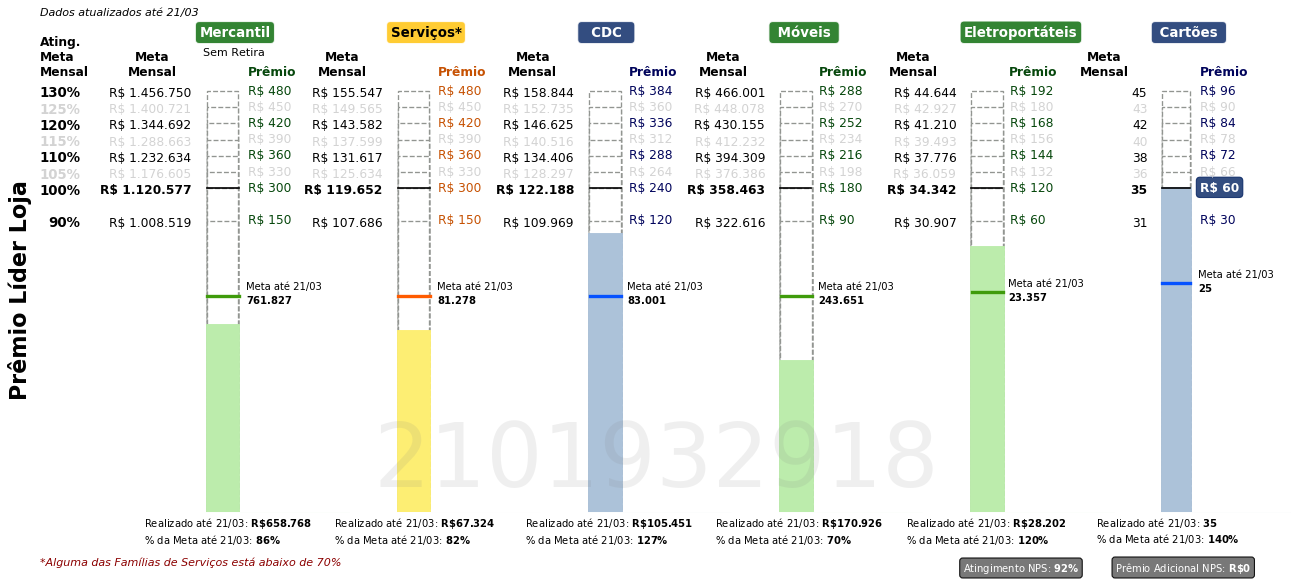 Dados atualizados até 21/03
Mercantil Serviços* CDC Móveis Eletroportáteis Cartões
Sem Retira
Ating. Meta Mensal Meta Mensal Prêmio Meta Mensal Prêmio Meta Mensal Prêmio Meta Mensal Prêmio Meta Mensal Prêmio Meta Mensal Prêmio
130% R$ 1.456.750 R$ 480 R$ 155.547 R$ 480 R$ 158.844 R$ 384 R$ 466.001 R$ 288 R$ 44.644 R$ 192 45 R$ 96
125% R$ 1.400.721 R$ 450 R$ 149.565 R$ 450 R$ 152.735 R$ 360 R$ 448.078 R$ 270 R$ 42.927 R$ 180 43 R$ 90
120% R$ 1.344.692 R$ 420 R$ 143.582 R$ 420 R$ 146.625 R$ 336 R$ 430.155 R$ 252 R$ 41.210 R$ 168 42 R$ 84
115% R$ 1.288.663 R$ 390 R$ 137.599 R$ 390 R$ 140.516 R$ 312 R$ 412.232 R$ 234 R$ 39.493 R$ 156 40 R$ 78
110% R$ 1.232.634 R$ 360 R$ 131.617 R$ 360 R$ 134.406 R$ 288 R$ 394.309 R$ 216 R$ 37.776 R$ 144 38 R$ 72
105% R$ 1.176.605 R$ 330 R$ 125.634 R$ 330 R$ 128.297 R$ 264 R$ 376.386 R$ 198 R$ 36.059 R$ 132 36 R$ 66
100% R$ 1.120.577 R$ 300 R$ 119.652 R$ 300 R$ 122.188 R$ 240 R$ 358.463 R$ 180 R$ 34.342 R$ 120 35 R$ 60
90% R$ 1.008.519 R$ 150 R$ 107.686 R$ 150 R$ 109.969 R$ 120 R$ 322.616 R$ 90 R$ 30.907 R$ 60 31 R$ 30
Prêmio Líder Loja
Meta até 21/03 Meta até 21/03 Meta até 21/03 Meta até 21/03 Meta até 21/03 Meta até 21/03
761.827 81.278 83.001 243.651 23.357 25
2101932918
Realizado até 21/03: R$658.768 Realizado até 21/03: R$67.324 Realizado até 21/03: R$105.451 Realizado até 21/03: R$170.926 Realizado até 21/03: R$28.202 Realizado até 21/03: 35
% da Meta até 21/03: 86% % da Meta até 21/03: 82% % da Meta até 21/03: 127% % da Meta até 21/03: 70% % da Meta até 21/03: 120% % da Meta até 21/03: 140%
*Alguma das Famílias de Serviços está abaixo de 70% Atingimento NPS: 92% Prêmio Adicional NPS: R$0